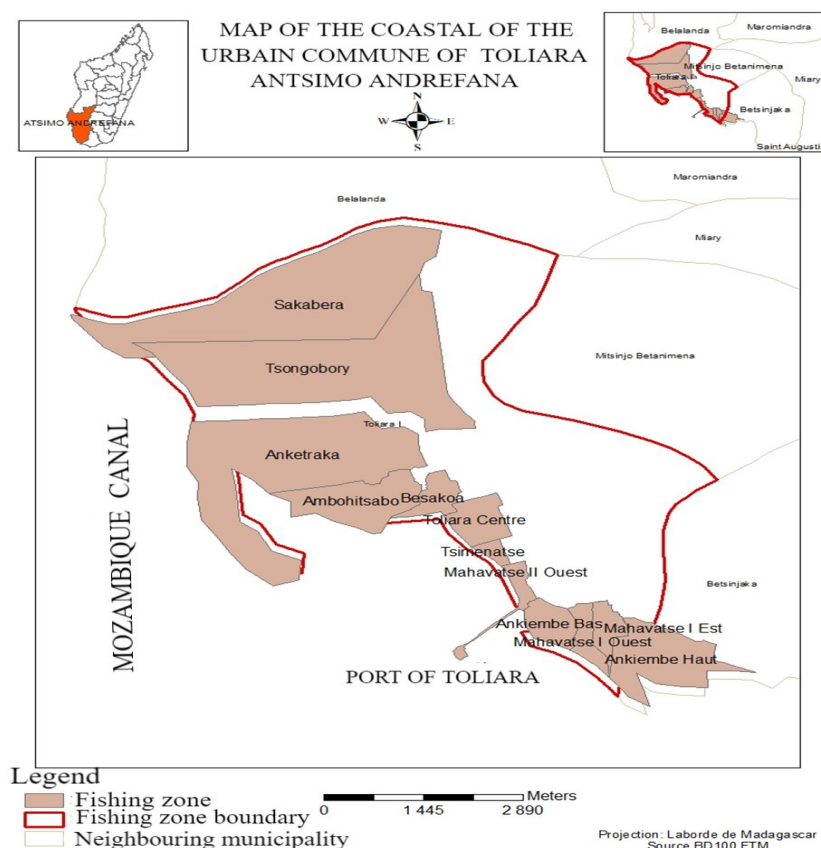 MAP OF THE COASTAL OF THE
URBAIN COMMUNE OF TOLIARA
ANTSIMO ANDREFANA
ATSIMO ANDREFANA
N
W E
S
Belalanda
Maromiandra
Mitsinjo Betanimena
Toliara I
Miary
Betsinjaka
Saint Augusti
Maromiandra
Belalanda
Miary
Sakabera
Mitsinjo Betanimena
Tsongobory
Toliara I
Anketraka
Ambohitsabo
Besakoa
Toliara Centre
Tsimenatse
Mahavatse II Ouest
Betsinjaka
Ankiembe Bas
Mahavatse I Est
Mahavatse I Ouest
Ankiembe Haut
MOZAMBIQUE CANAL
PORT OF TOLIARA
Legend
Fishing zone
Fishing zone boundary
Neighbouring municipality
Meters
0 1 445 2 890
Projection: Laborde de Madagascar
Source BD100 FTM